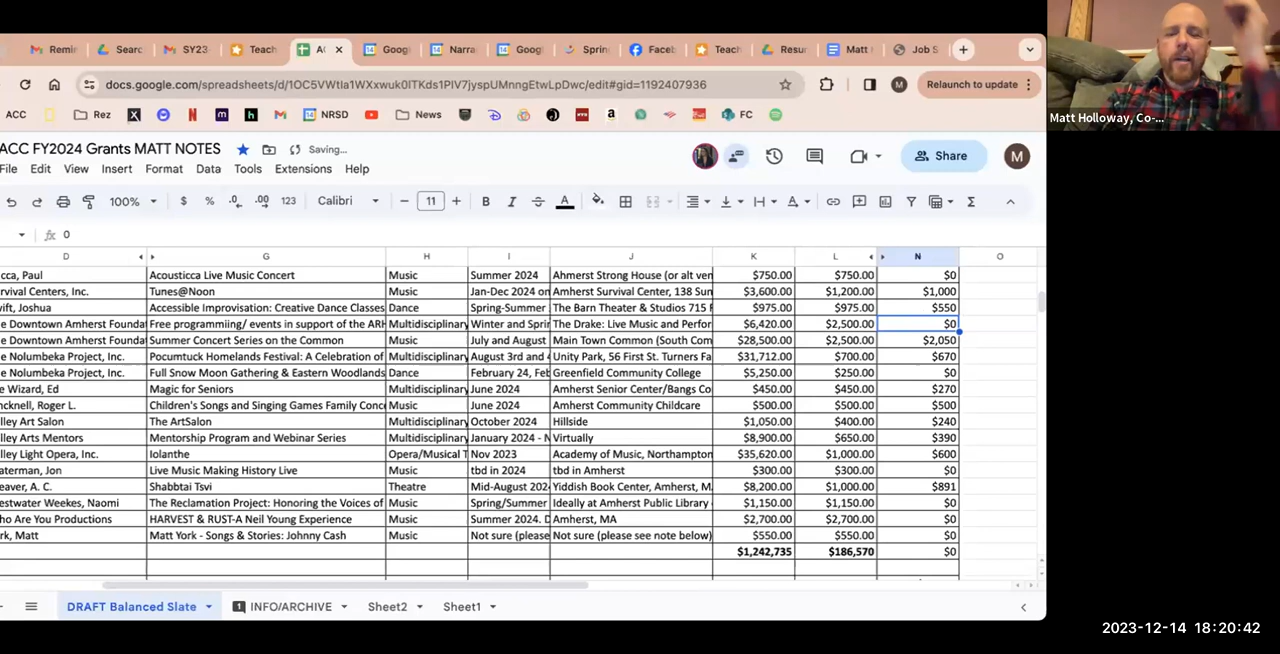 Remin Searc SY23- Teach A( Goog Narra Goog Sprin Faceb Teach Resur Matt Job S
docs.google.com/spreadsheets/d/1OC5VWtIa1WXxwuk0lTKds1PIV7jyspUMnngEtwLpDwc/edit#gid=1192407936
Relaunch to update
Matt Holloway, Co-...
ACC Rez NRSD News FC
ACC FY2024 Grants MATT NOTES Saving...
Share M
File Edit View Insert Format Data Tools Extensions Help
100% $ % .0 .00 123 Calibri 11 B I A
fx 0
D G H I J K L N O
cca, Paul Acousticca Live Music Concert Music Summer 2024 Ahmerst Strong House (or alt ven $750.00 $750.00 $0
rvival Centers, Inc. Tunes@Noon Music Jan-Dec 2024 on Amherst Survival Center, 138 Sun $3,600.00 $1,200.00 $1,000
wift, Joshua Accessible Improvisation: Creative Dance Classes Dance Spring-Summer The Barn Theater & Studios 715 $975.00 $975.00 $550
e Downtown Amherst Foundat Free programmiing/ events in support of the ARH Multidisciplinary Winter and Sprir The Drake: Live Music and Perfor $6,420.00 $2,500.00 $0
e Downtown Amherst Foundat Summer Concert Series on the Common Music July and August Main Town Common (South Com $28,500.00 $2,500.00 $2,050
e Nolumbeka Project, Inc. Pocumtuck Homelands Festival: A Celebration of Multidisciplinary August 3rd and 4 Unity Park, 56 First St. Turners Fa $31,712.00 $700.00 $670
e Nolumbeka Project, Inc. Full Snow Moon Gathering & Eastern Woodlands Dance February 24, Feb Greenfield Community College $5,250.00 $250.00 $0
e Wizard, Ed Magic for Seniors Multidisciplinary June 2024 Amherst Senior Center/Bangs Co $450.00 $450.00 $270
ncknell, Roger L. Children's Songs and Singing Games Family Conce Music June 2024 Amherst Community Childcare $500.00 $500.00 $500
lley Art Salon The ArtSalon Multidisciplinary October 2024 Hillside $1,050.00 $400.00 $240
lley Arts Mentors Mentorship Program and Webinar Series Multidisciplinary January 2024 - N Virtually $8,900.00 $650.00 $390
lley Light Opera, Inc. Iolanthe Opera/Musical T Nov 2023 Academy of Music, Northampton $35,620.00 $1,000.00 $600
aterman, Jon Live Music Making History Live Music tbd in 2024 tbd in Amherst $300.00 $300.00 $0
eaver, A. C. Shabbtai Tsvi Theatre Mid-August 202 Yiddish Book Center, Amherst, M $8,200.00 $1,000.00 $891
estwater Weekes, Naomi The Reclamation Project: Honoring the Voices of Music Spring/Summer Ideally at Amherst Public Library $1,150.00 $1,150.00 $0
ho Are You Productions HARVEST & RUST-A Neil Young Experience Music Summer 2024. D Amherst, MA $2,700.00 $2,700.00 $0
rk, Matt Matt York - Songs & Stories: Johnny Cash Music Not sure (please Not sure (please see note below) $550.00 $550.00 $0
$1,242,735 $186,570 $0
DRAFT Balanced Slate 1 INFO/ARCHIVE Sheet2 Sheet1
2023-12-14 18:20:42